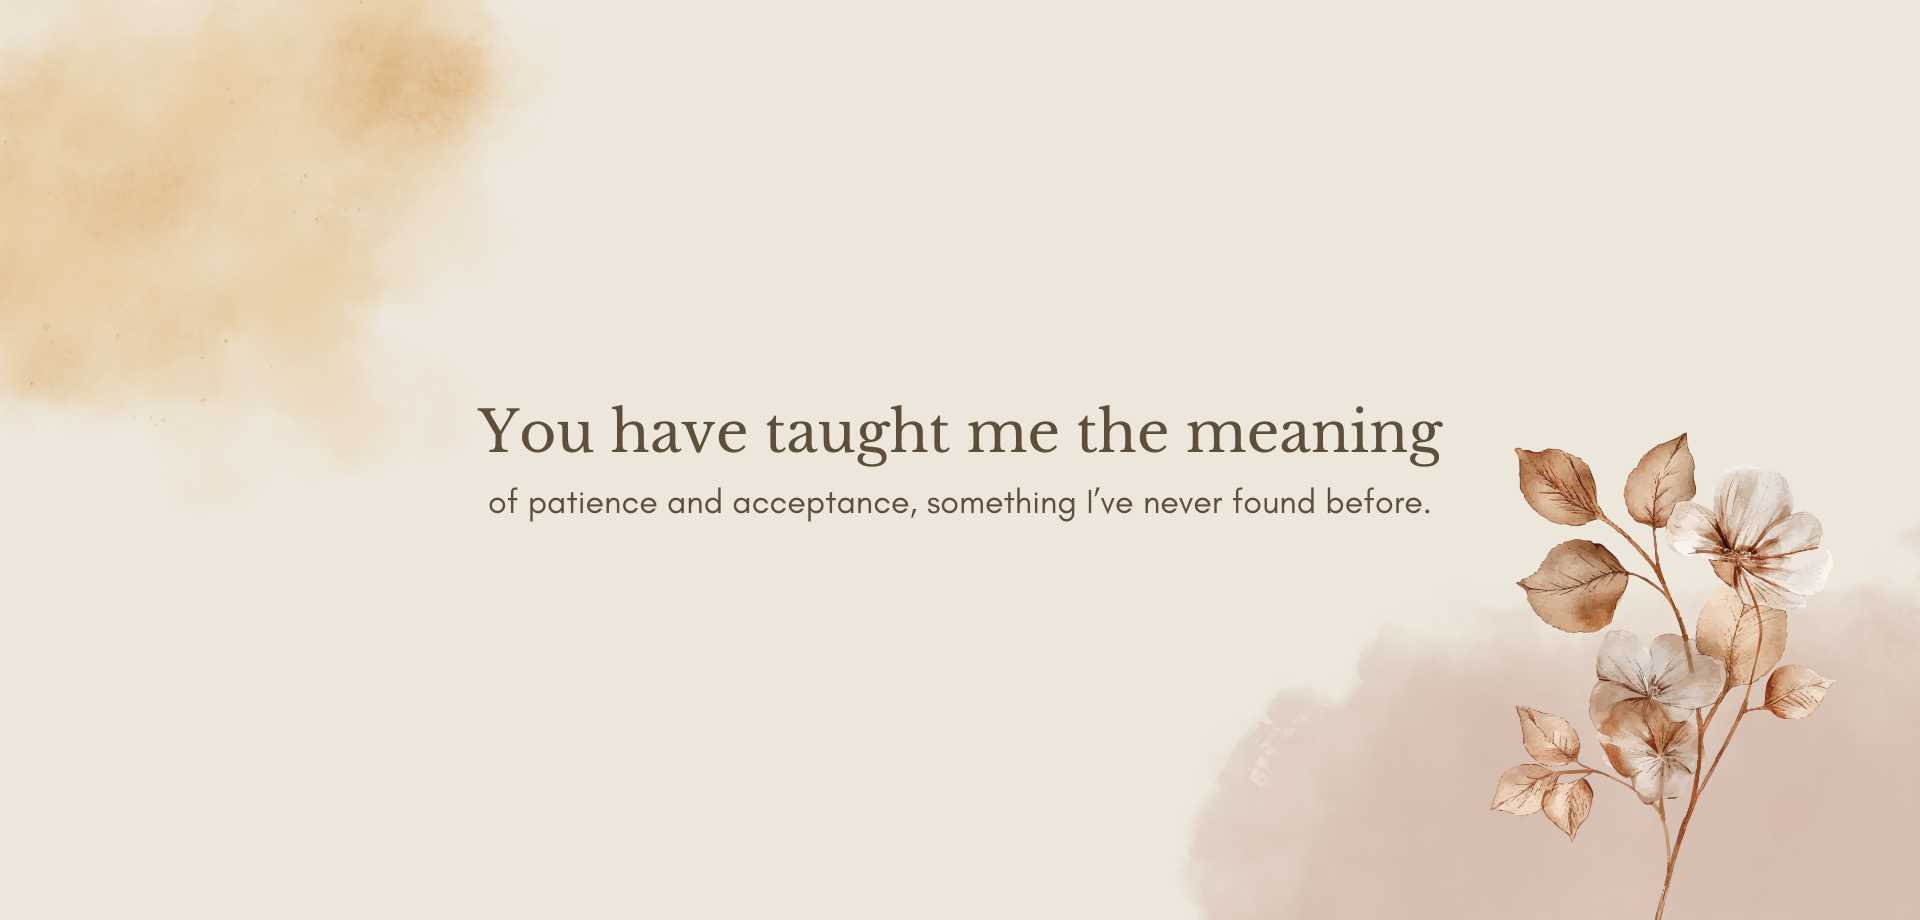 You have taught me the meaning
of patience and acceptance, something I’ve never found before.